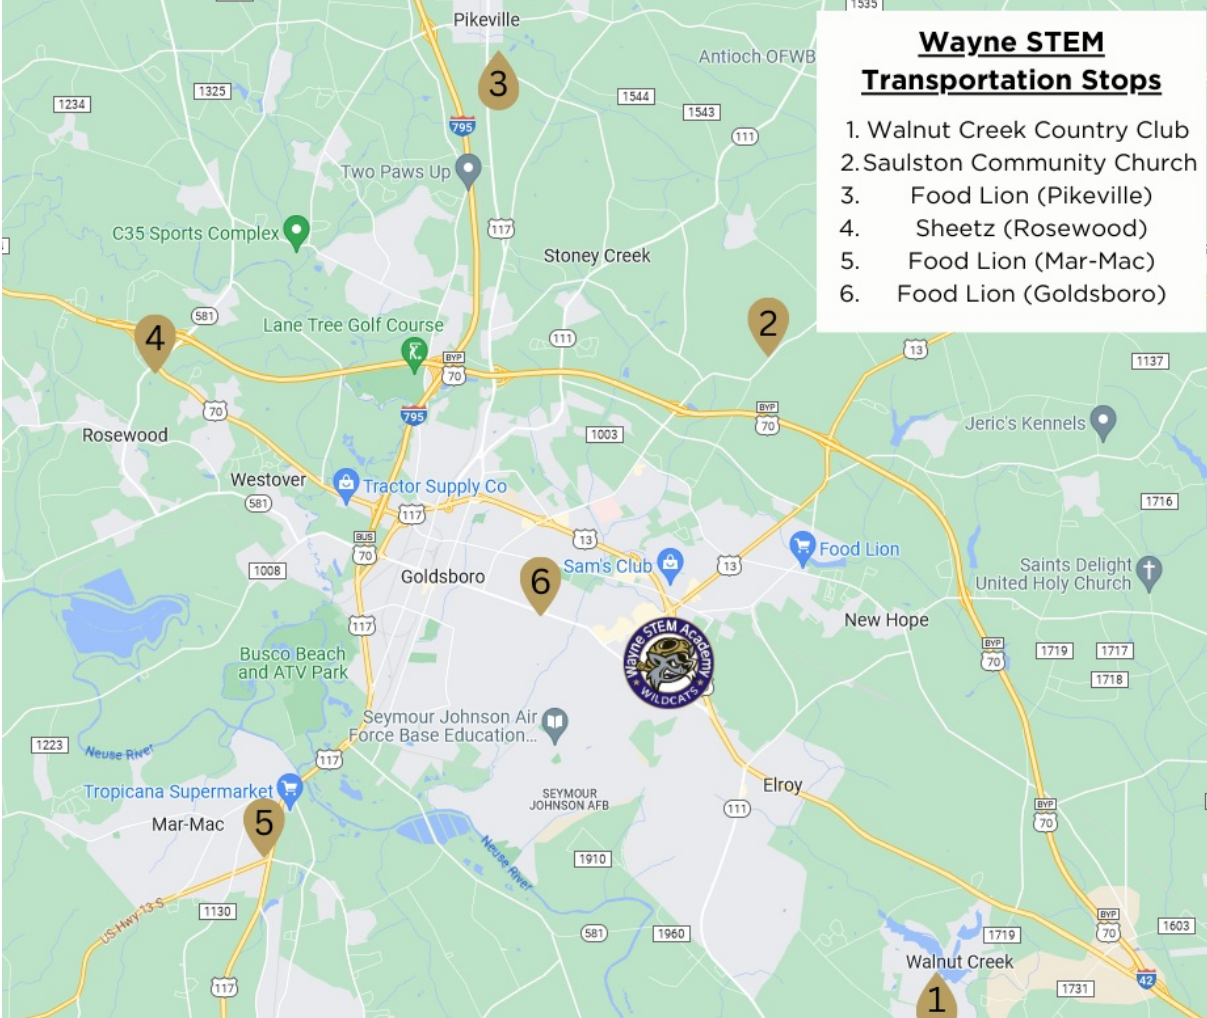 Wayne STEM
Transportation Stops
1. Walnut Creek Country Club
2. Saulston Community Church
3. Food Lion (Pikeville)
4. Sheetz (Rosewood)
5. Food Lion (Mar-Mac)
6. Food Lion (Goldsboro)
1535
Pikeville
Antioch OFWB
3
1325
1234
1544
1543
795
111
Two Paws Up
117
C35 Sports Complex
Stoney Creek
581
Lane Tree Golf Course
2
4
111
13
BYP
70
1137
70
795
BYP
70
Jeric's Kennels
Rosewood
1003
Westover
Tractor Supply Co
581
117
1716
BUS
70
13
Food Lion
Sam's Club
13
1008
Goldsboro
6
Saints Delight
United Holy Church
117
New Hope
Wayne STEM Academy
WILDCATS
BYP
70
1719
1717
1718
Busco Beach
and ATV Park
Seymour Johnson Air
Force Base Education...
1223
Neuse River
117
Tropicana Supermarket
Elroy
SEYMOUR
JOHNSON AFB
111
BYP
70
Mar-Mac
5
Neuse River
1910
US Hwy 13 S
1130
581
1960
1719
BYP
70
1603
Walnut Creek
117
1
1731
42